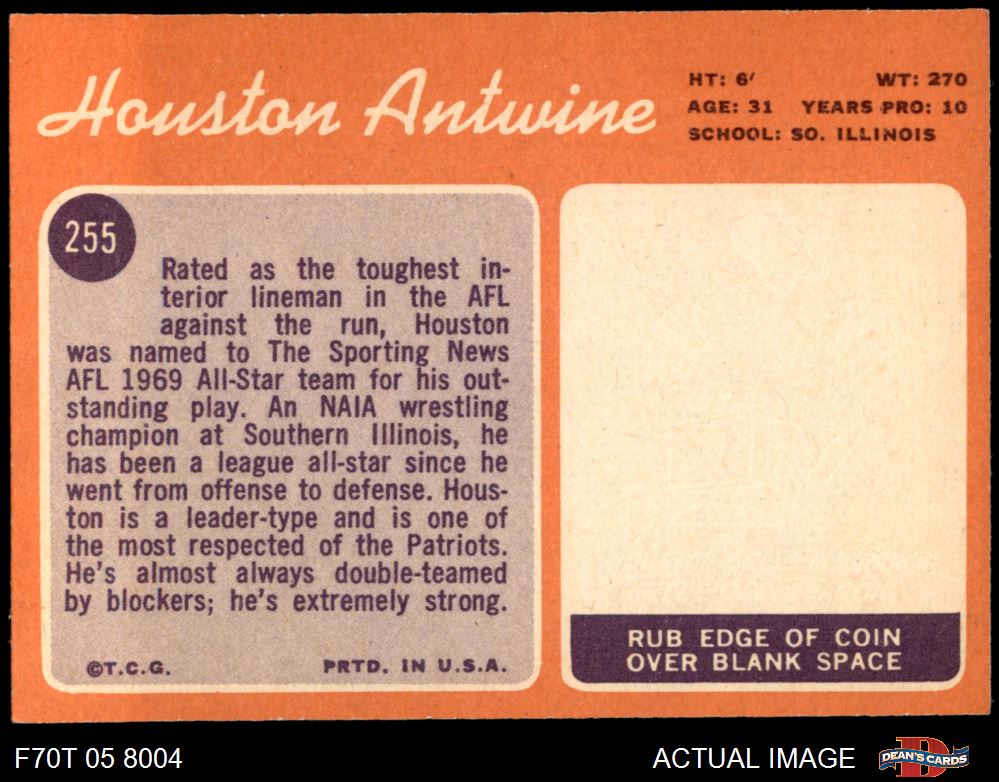 Houston Antwine
HT: 6' WT: 270
AGE: 31 YEARS PRO: 10
SCHOOL: SO. ILLINOIS
255
Rated as the toughest in-
terior lineman in the AFL
against the run, Houston
was named to The Sporting News
AFL 1969 All-Star team for his out-
standing play. An NAIA wrestling
champion at Southern Illinois, he
has been a league all-star since he
went from offense to defense. Hous-
ton is a leader-type and is one of
the most respected of the Patriots.
He's almost always double-teamed
by blockers; he's extremely strong.
©T.C.G. PRTD. IN U.S.A.
RUB EDGE OF COIN
OVER BLANK SPACE
F70T 05 8004
ACTUAL IMAGE
DEAN'S CARDS